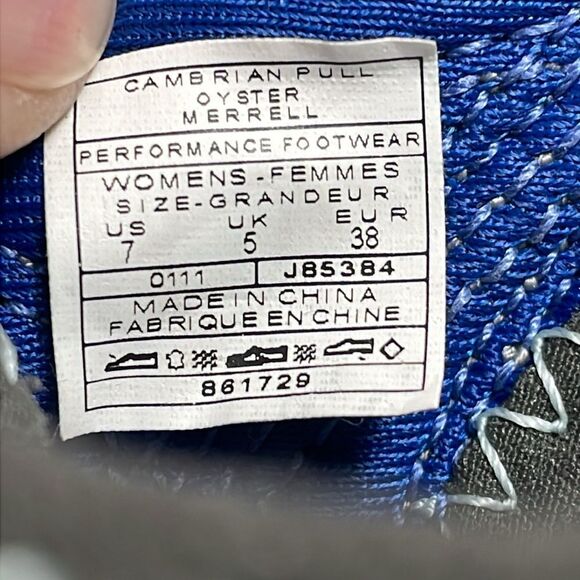 CAMBRIAN PULL
OYSTER
MERRELL
PERFORMANCE FOOTWEAR
WOMENS-FEMMES
SIZE-GRANDEUR
US UK EUR
7 5 38
0111 J85384
MADE IN CHINA
FABRIQUE EN CHINE
861729